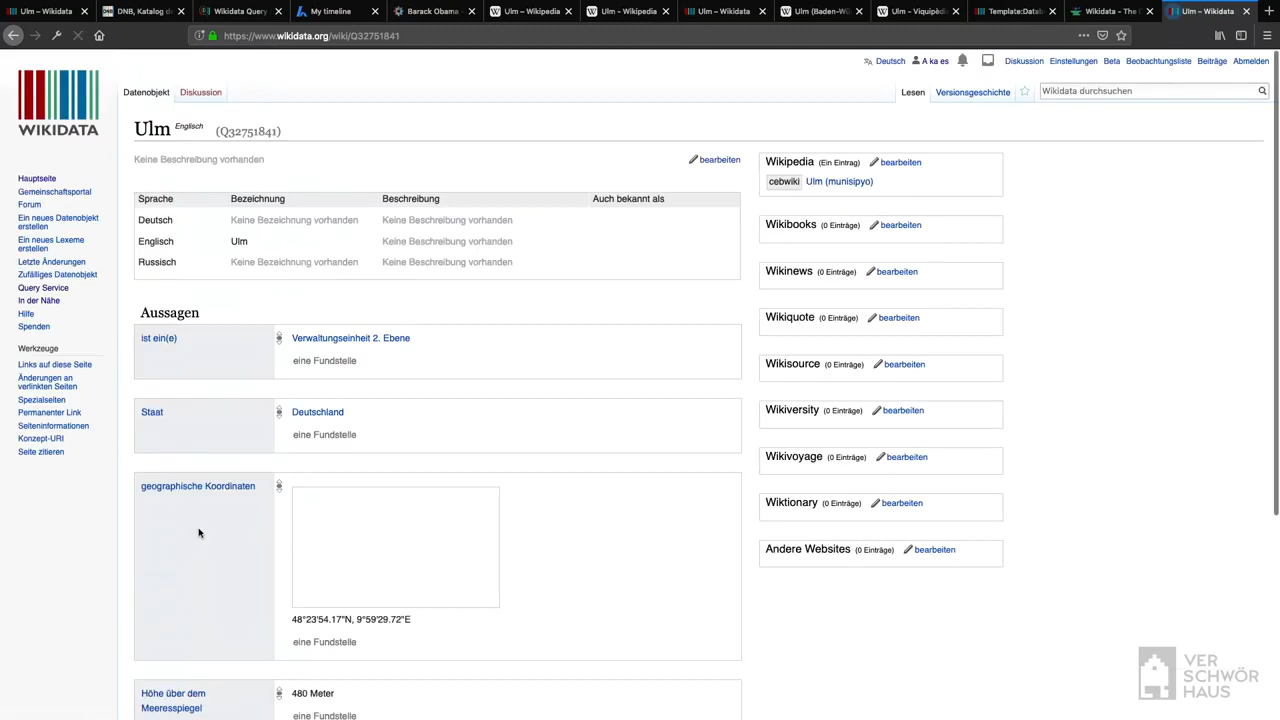 Ulm – Wikidata
DNB, Katalog d
Wikidata Query
My timeline
Barack Obama
Ulm – Wikipedia
Ulm – Wikipedia
Ulm – Wikidata
Ulm (Baden-Wü
Ulm – Viquipèdi
Template:Datab
Wikidata – The
Ulm – Wikidata
https://www.wikidata.org/wiki/Q32751841
Deutsch
A ka es
Diskussion
Einstellungen
Beta
Beobachtungsliste
Beiträge
Abmelden
WIKIDATA
Datenobjekt
Diskussion
Lesen
Versionsgeschichte
Wikidata durchsuchen
Hauptseite
Gemeinschaftsportal
Forum
Ein neues Datenobjekt
erstellen
Ein neues Lexeme
erstellen
Letzte Änderungen
Zufälliges Datenobjekt
Query Service
In der Nähe
Hilfe
Spenden
Werkzeuge
Links auf diese Seite
Änderungen an
verlinkten Seiten
Spezialseiten
Permanenter Link
Seiteninformationen
Konzept-URI
Seite zitieren
Ulm Englisch (Q32751841)
Keine Beschreibung vorhanden
bearbeiten
Sprache Bezeichnung Beschreibung Auch bekannt als
Deutsch Keine Bezeichnung vorhanden Keine Beschreibung vorhanden
Englisch Ulm Keine Beschreibung vorhanden
Russisch Keine Bezeichnung vorhanden Keine Beschreibung vorhanden
Aussagen
ist ein(e)
Verwaltungseinheit 2. Ebene
eine Fundstelle
Staat
Deutschland
eine Fundstelle
geographische Koordinaten
48°23'54.17"N, 9°59'29.72"E
eine Fundstelle
Höhe über dem
Meeresspiegel
480 Meter
eine Fundstelle
Wikipedia (Ein Eintrag) bearbeiten
cebwiki Ulm (munisipyo)
Wikibooks (0 Einträge) bearbeiten
Wikinews (0 Einträge) bearbeiten
Wikiquote (0 Einträge) bearbeiten
Wikisource (0 Einträge) bearbeiten
Wikiversity (0 Einträge) bearbeiten
Wikivoyage (0 Einträge) bearbeiten
Wiktionary (0 Einträge) bearbeiten
Andere Websites (0 Einträge) bearbeiten
VER
SCHWÖR
HAUS